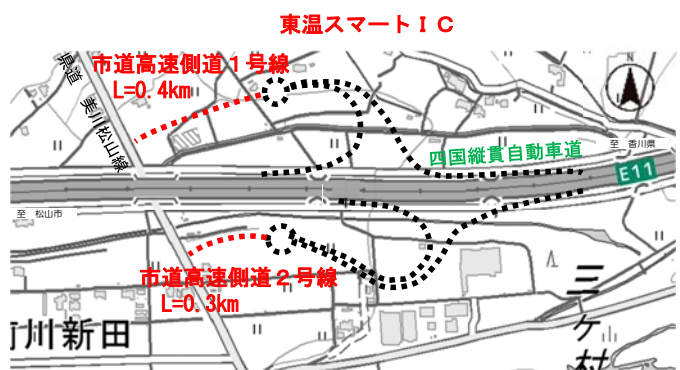 東温スマートＩＣ
市道高速側道１号線
L=0.4km
県道 美川松山線
N
至 香川県
四国縦貫自動車道
E11
至 松山市
市道高速側道２号線
L=0.3km
川新田
三ケ村